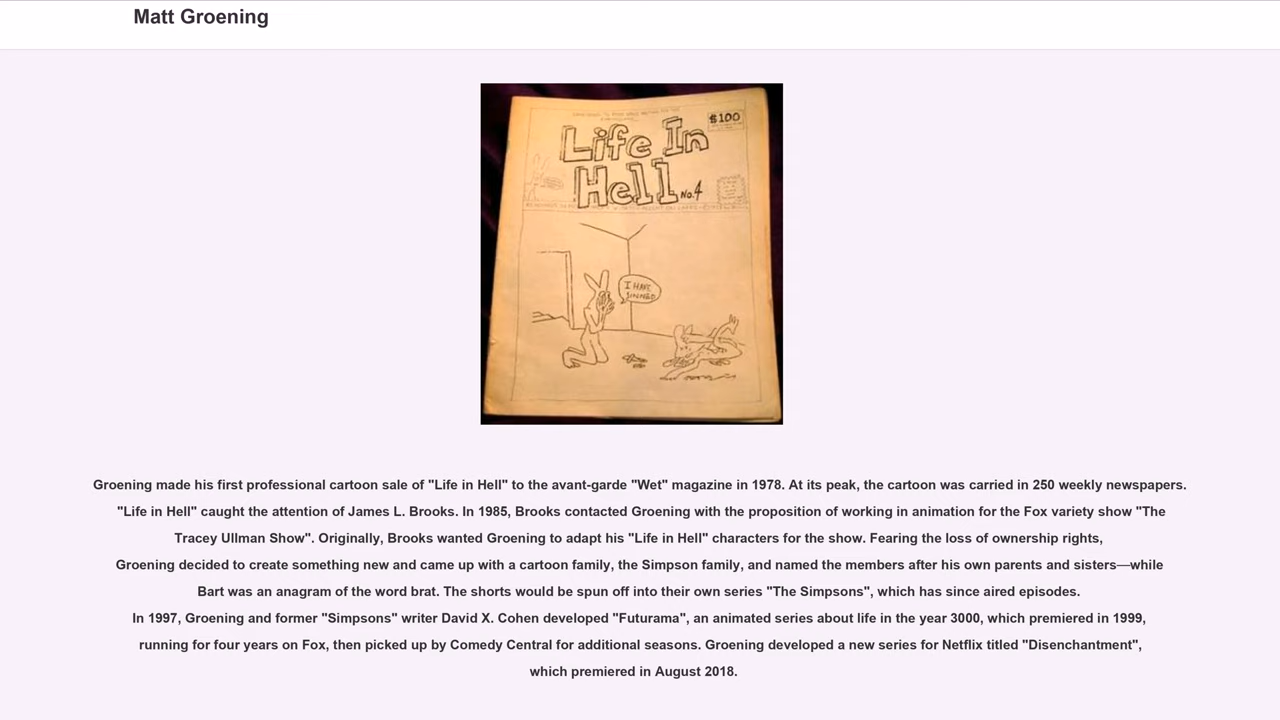 Matt Groening
$100
Life In
Hell No.4
I HAVE
SINNED
Groening made his first professional cartoon sale of "Life in Hell" to the avant-garde "Wet" magazine in 1978. At its peak, the cartoon was carried in 250 weekly newspapers.
"Life in Hell" caught the attention of James L. Brooks. In 1985, Brooks contacted Groening with the proposition of working in animation for the Fox variety show "The
Tracey Ullman Show". Originally, Brooks wanted Groening to adapt his "Life in Hell" characters for the show. Fearing the loss of ownership rights,
Groening decided to create something new and came up with a cartoon family, the Simpson family, and named the members after his own parents and sisters—while
Bart was an anagram of the word brat. The shorts would be spun off into their own series "The Simpsons", which has since aired episodes.
In 1997, Groening and former "Simpsons" writer David X. Cohen developed "Futurama", an animated series about life in the year 3000, which premiered in 1999,
running for four years on Fox, then picked up by Comedy Central for additional seasons. Groening developed a new series for Netflix titled "Disenchantment",
which premiered in August 2018.